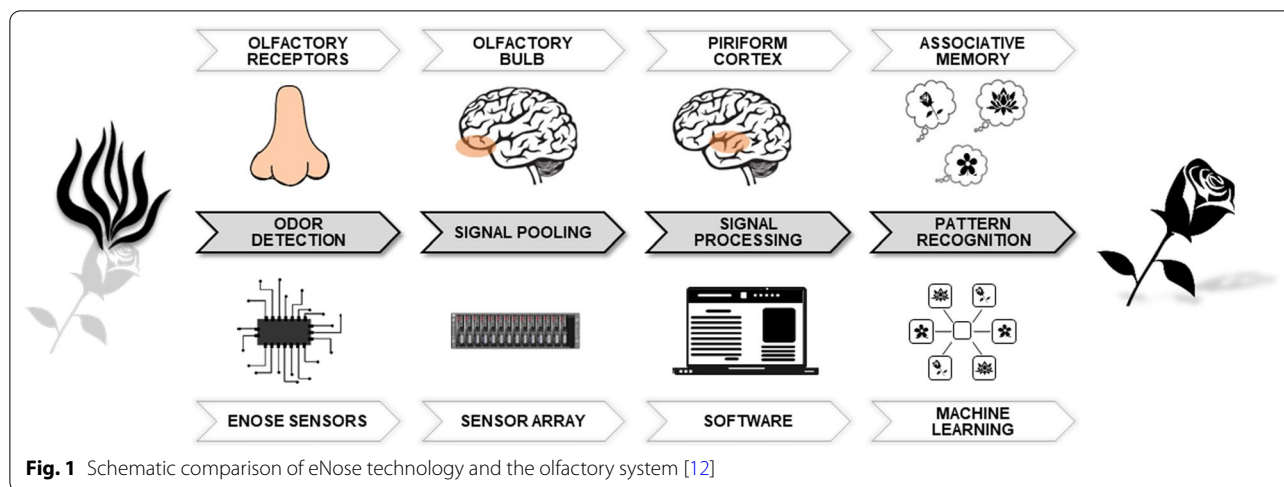 OLFACTORY
RECEPTORS
OLFACTORY
BULB
PIRIFORM
CORTEX
ASSOCIATIVE
MEMORY
ODOR
DETECTION
SIGNAL POOLING
SIGNAL
PROCESSING
PATTERN
RECOGNITION
ENOSE SENSORS
SENSOR ARRAY
SOFTWARE
MACHINE
LEARNING
Fig. 1 Schematic comparison of eNose technology and the olfactory system [12]